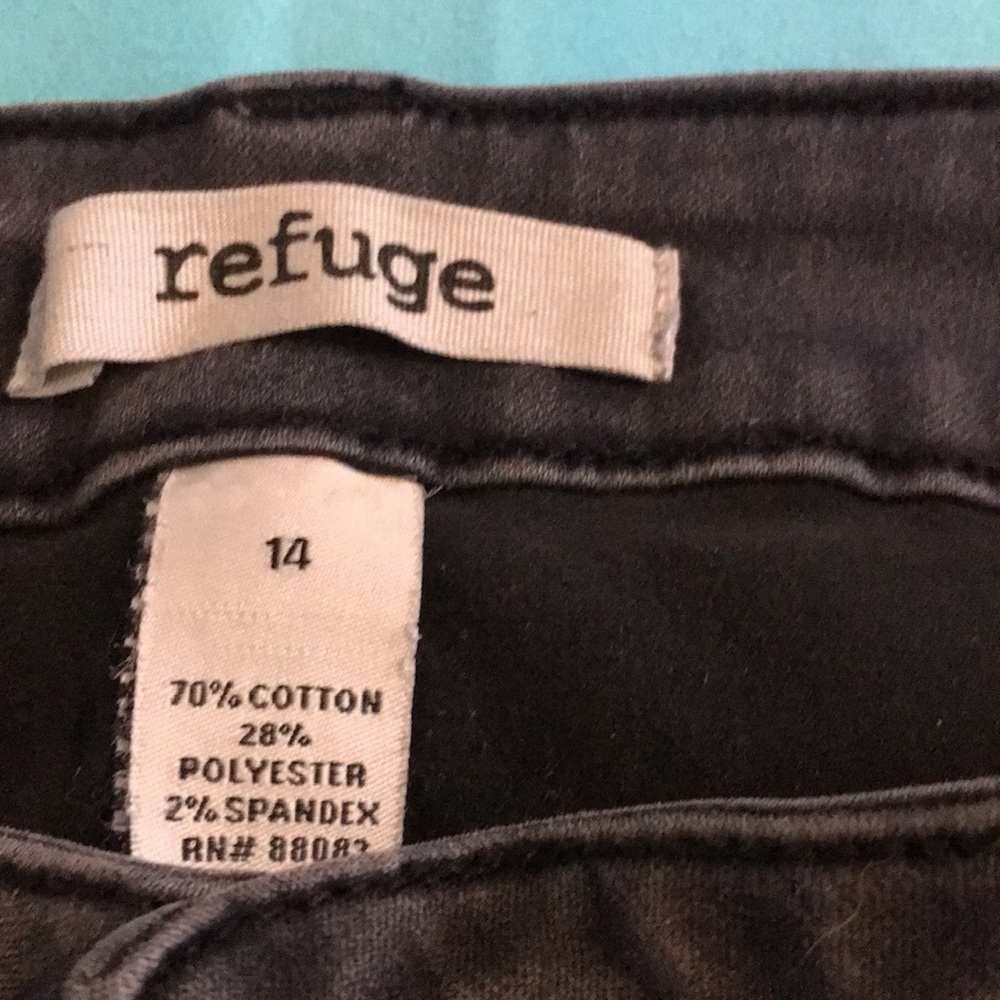 refuge
14
70% COTTON
28%
POLYESTER
2% SPANDEX
RN#